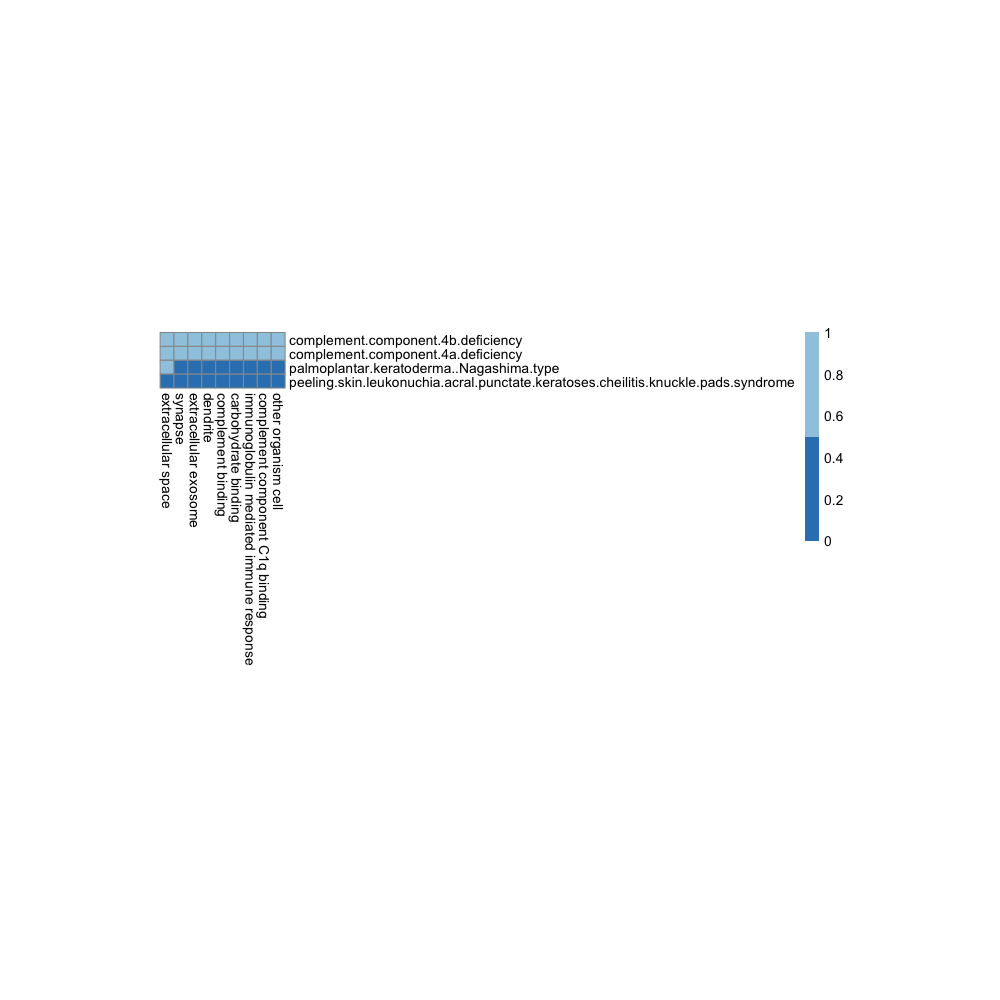 complement.component.4b.deficiency
complement.component.4a.deficiency
palmoplantar.keratoderma..Nagashima.type
peeling.skin.leukonuchia.acral.punctate.keratoses.cheilitis.knuckle.pads.syndrome
extracellular space
synapse
extracellular exosome
dendrite
complement binding
carbohydrate binding
immunoglobulin mediated immune response
complement component C1q binding
other organism cell
1
0.8
0.6
0.4
0.2
0